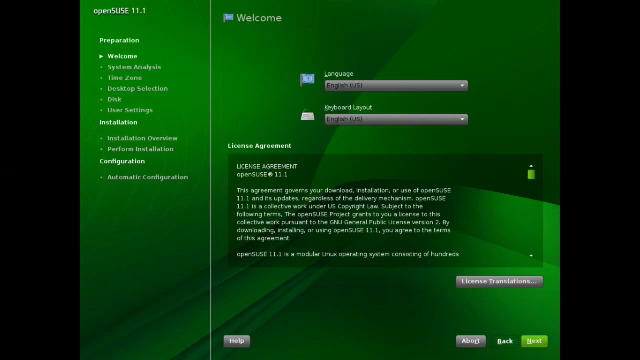 openSUSE 11.1
Preparation
Welcome
System Analysis
Time Zone
Desktop Selection
Disk
User Settings
Installation
Installation Overview
Perform Installation
Configuration
Automatic Configuration
Welcome
Language
English (US)
Keyboard Layout
English (US)
License Agreement
LICENSE AGREEMENT
openSUSE® 11.1
This agreement governs your download, installation, or use of openSUSE
11.1 and its updates, regardless of the delivery mechanism. openSUSE
11.1 is a collective work under US Copyright Law. Subject to the
following terms, The openSUSE Project grants to you a license to this
collective work pursuant to the GNU General Public License version 2. By
downloading, installing, or using openSUSE 11.1, you agree to the terms
of this agreement.
openSUSE 11.1 is a modular Linux operating system consisting of hundreds
License Translations...
Help
Abort
Back
Next